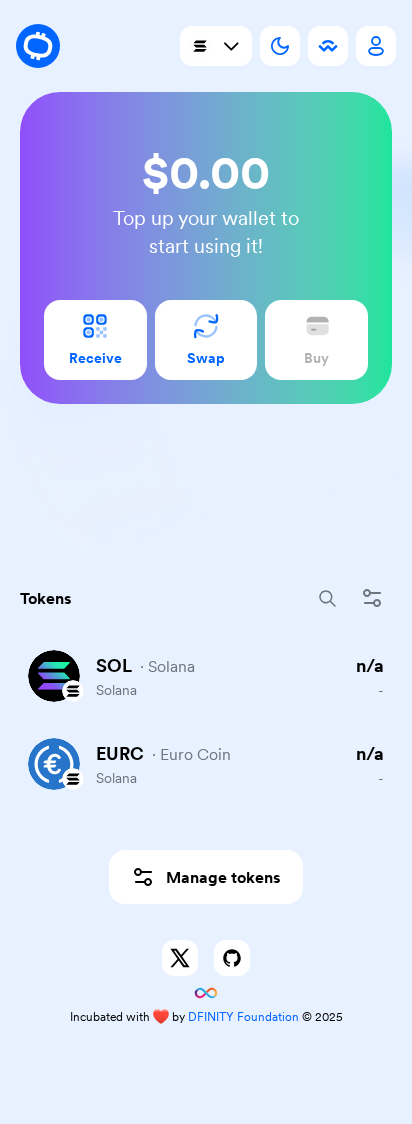 $0.00
Top up your wallet to
start using it!
Receive
Swap
Buy
Tokens
SOL · Solana
n/a
Solana
-
EURC · Euro Coin
n/a
Solana
-
Manage tokens
Incubated with ❤️ by DFINITY Foundation © 2025